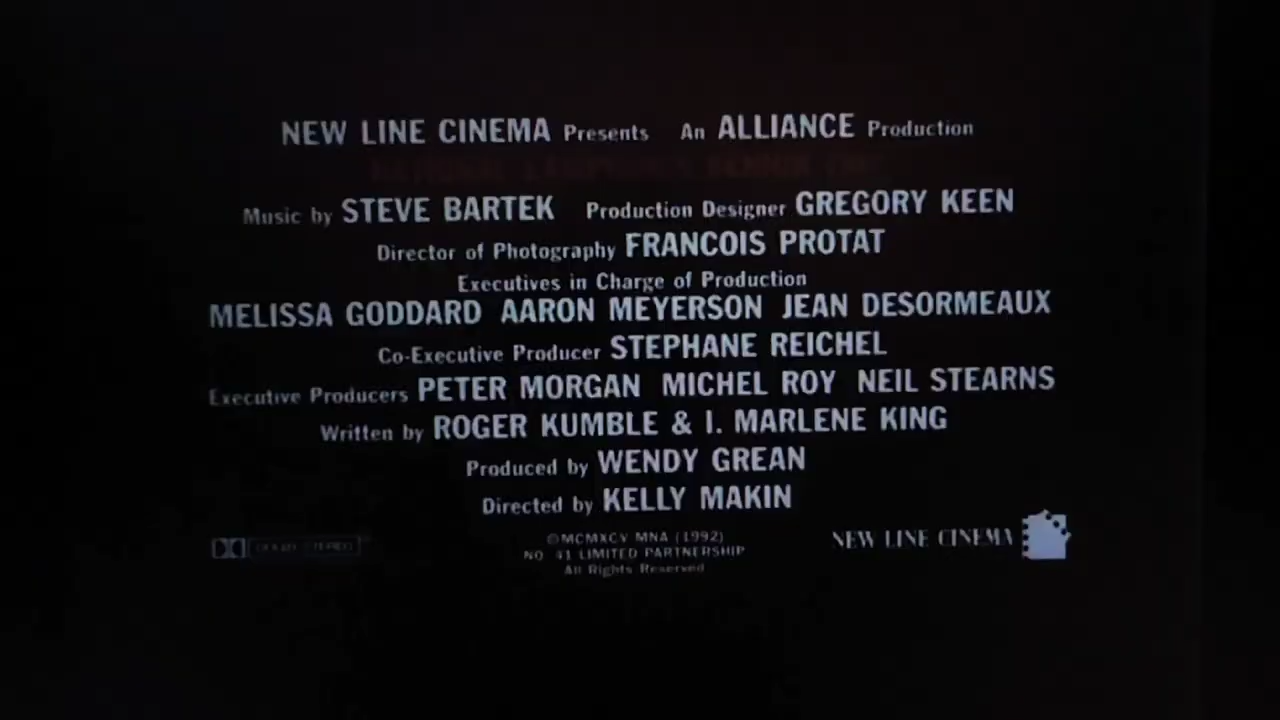 NEW LINE CINEMA Presents An ALLIANCE Production
Music by STEVE BARTEK Production Designer GREGORY KEEN
Director of Photography FRANCOIS PROTAT
Executives in Charge of Production
MELISSA GODDARD AARON MEYERSON JEAN DESORMEAUX
Co-Executive Producer STEPHANE REICHEL
Executive Producers PETER MORGAN MICHEL ROY NEIL STEARNS
Written by ROGER KUMBLE & I. MARLENE KING
Produced by WENDY GREAN
Directed by KELLY MAKIN
DOLBY STEREO
©MCMXCV MNA (1992)
NO. 41 LIMITED PARTNERSHIP
All Rights Reserved
NEW LINE CINEMA